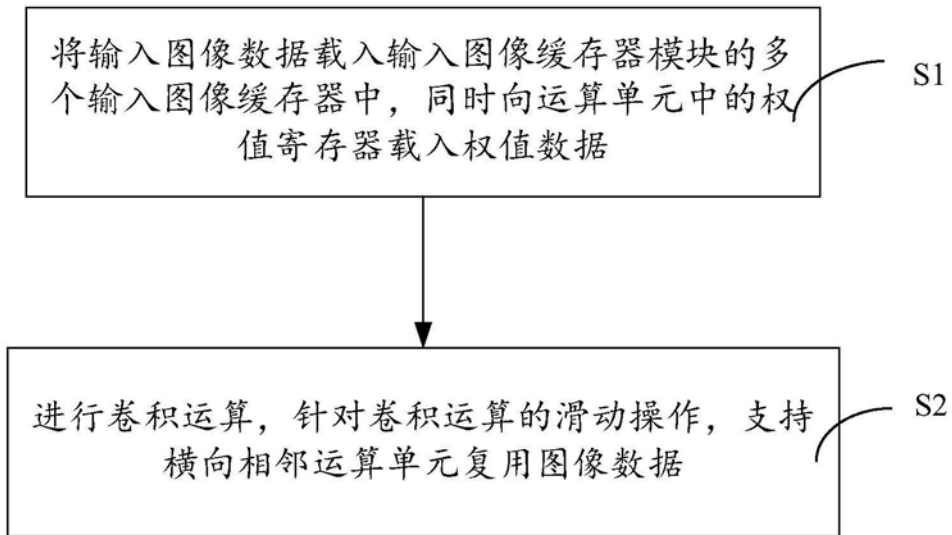 将输入图像数据载入输入图像缓存器模块的多
个输入图像缓存器中，同时向运算单元中的权
值寄存器载入权值数据
S1
进行卷积运算，针对卷积运算的滑动操作，支持
横向相邻运算单元复用图像数据
S2